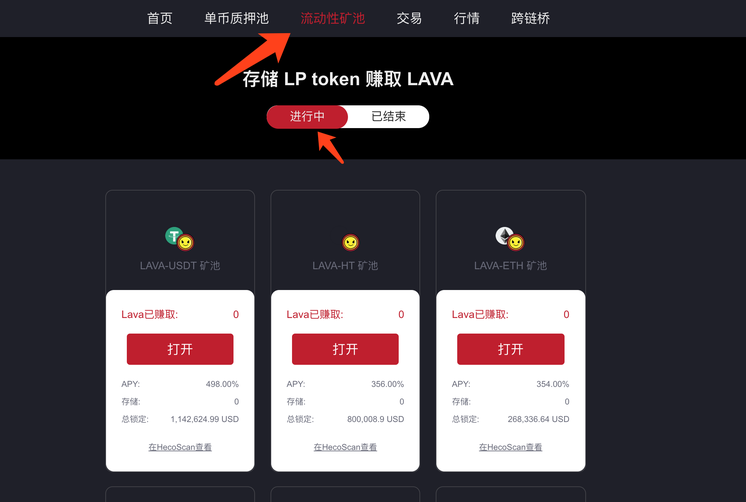 首页 单币质押池 流动性矿池 交易 行情 跨链桥
存储 LP token 赚取 LAVA
进行中 已结束
LAVA-USDT 矿池
Lava已赚取: 0
打开
APY: 498.00%
存储: 0
总锁定: 1,142,624.99 USD
在HecoScan查看
LAVA-HT 矿池
Lava已赚取: 0
打开
APY: 356.00%
存储: 0
总锁定: 800,008.9 USD
在HecoScan查看
LAVA-ETH 矿池
Lava已赚取: 0
打开
APY: 354.00%
存储: 0
总锁定: 268,336.64 USD
在HecoScan查看